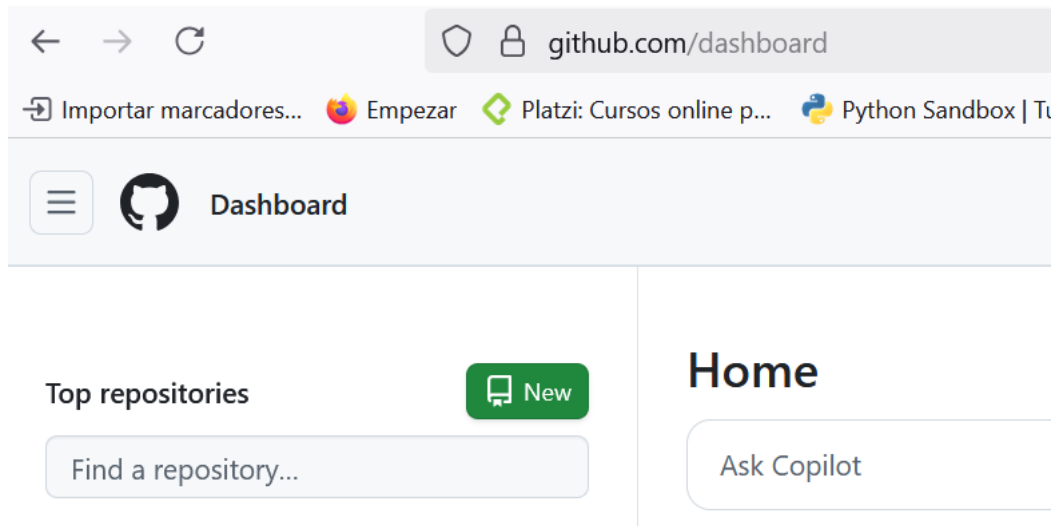 github.com/dashboard
Importar marcadores... Empezar Platzi: Cursos online p... Python Sandbox |
Dashboard
Top repositories New
Find a repository...
Home
Ask Copilot